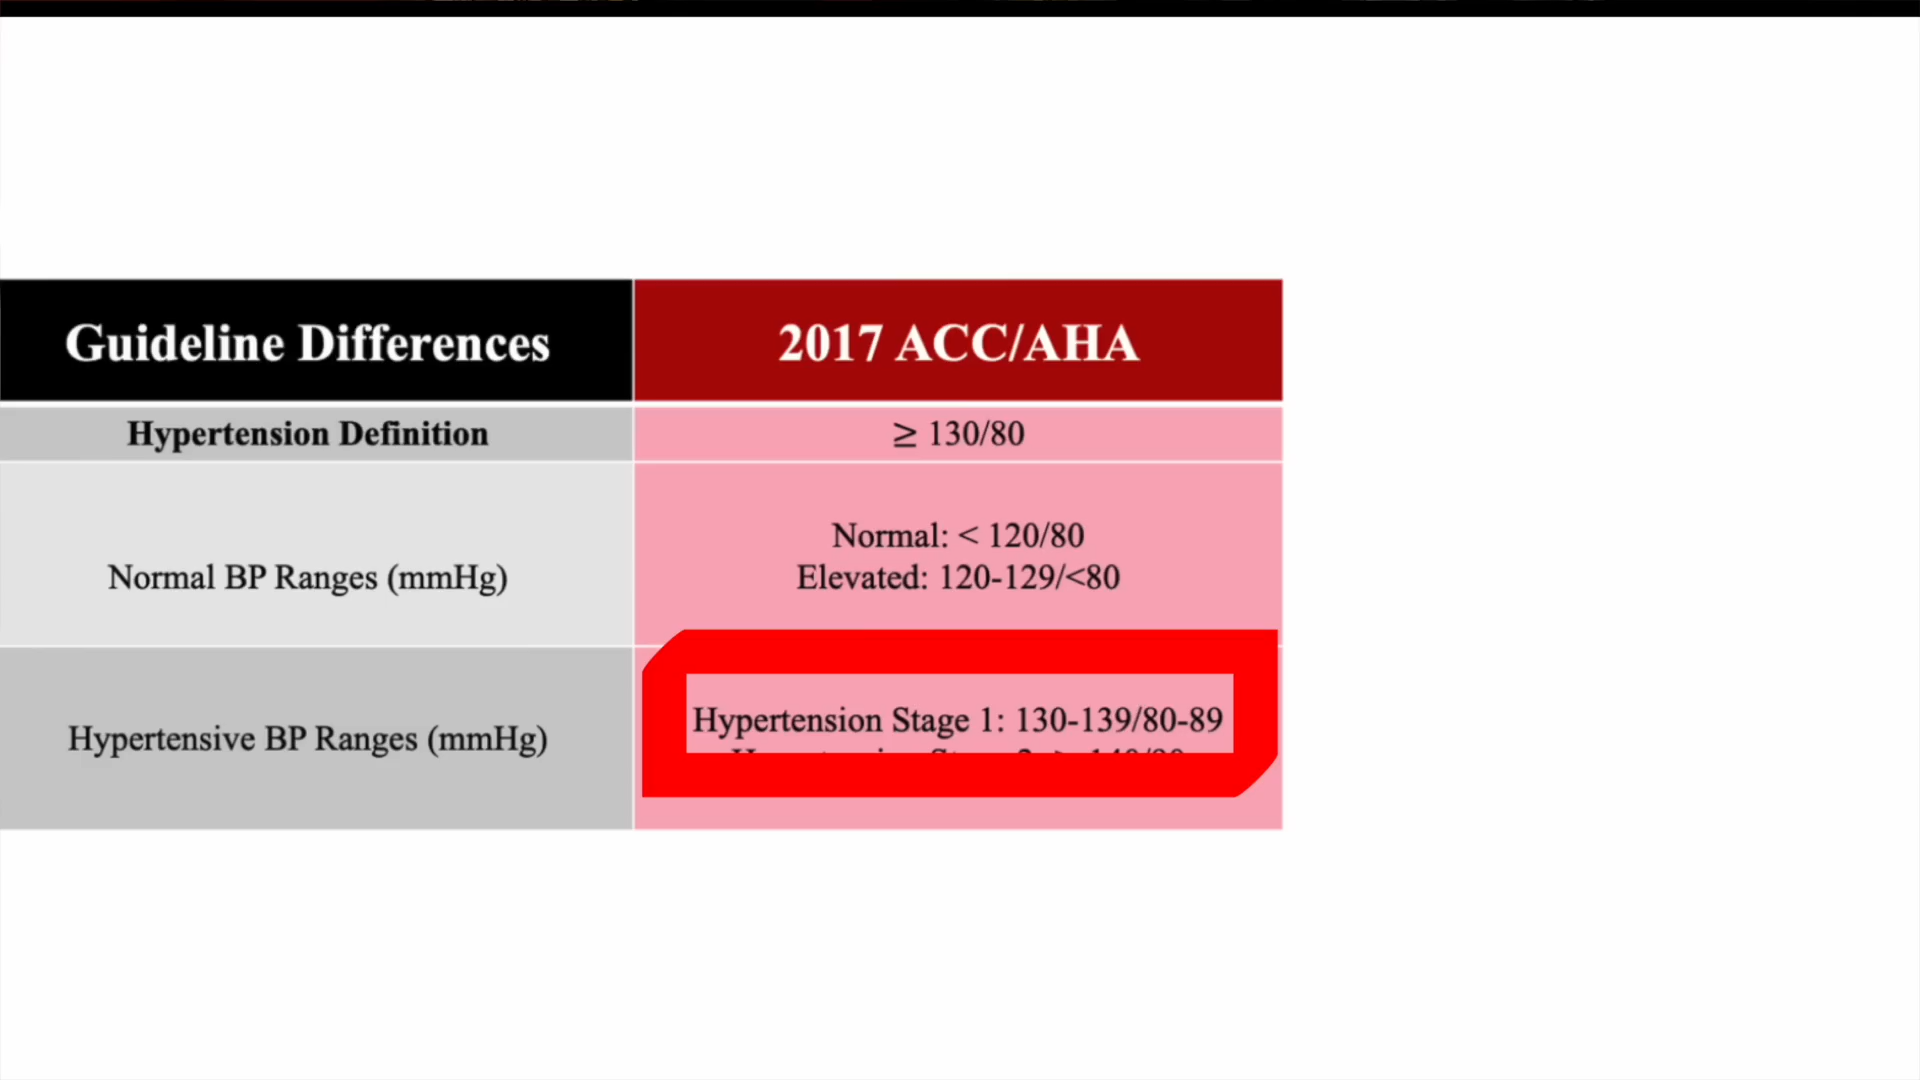 Guideline Differences
2017 ACC/AHA
Hypertension Definition
≥ 130/80
Normal BP Ranges (mmHg)
Normal: < 120/80
Elevated: 120-129/<80
Hypertensive BP Ranges (mmHg)
Hypertension Stage 1: 130-139/80-89